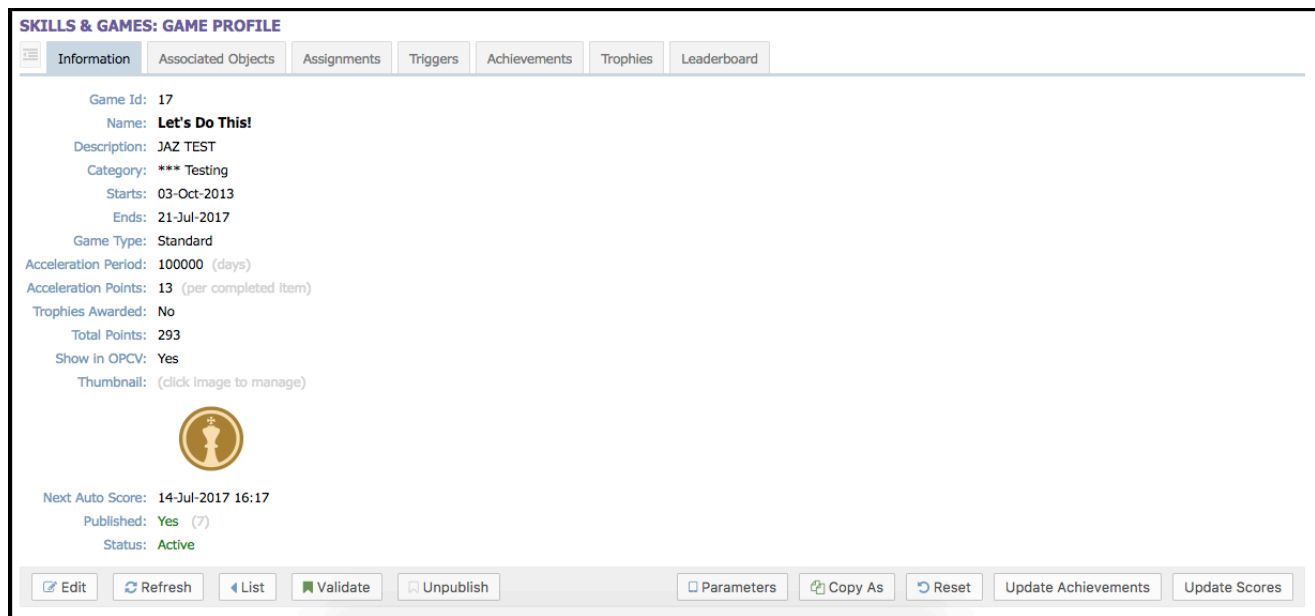 SKILLS & GAMES: GAME PROFILE
Information Associated Objects Assignments Triggers Achievements Trophies Leaderboard
Game Id: 17
Name: Let's Do This!
Description: JAZ TEST
Category: *** Testing
Starts: 03-Oct-2013
Ends: 21-Jul-2017
Game Type: Standard
Acceleration Period: 100000 (days)
Acceleration Points: 13 (per completed item)
Trophies Awarded: No
Total Points: 293
Show in OPCV: Yes
Thumbnail: (click image to manage)
Next Auto Score: 14-Jul-2017 16:17
Published: Yes (7)
Status: Active
Edit Refresh List Validate Unpublish Parameters Copy As Reset Update Achievements Update Scores